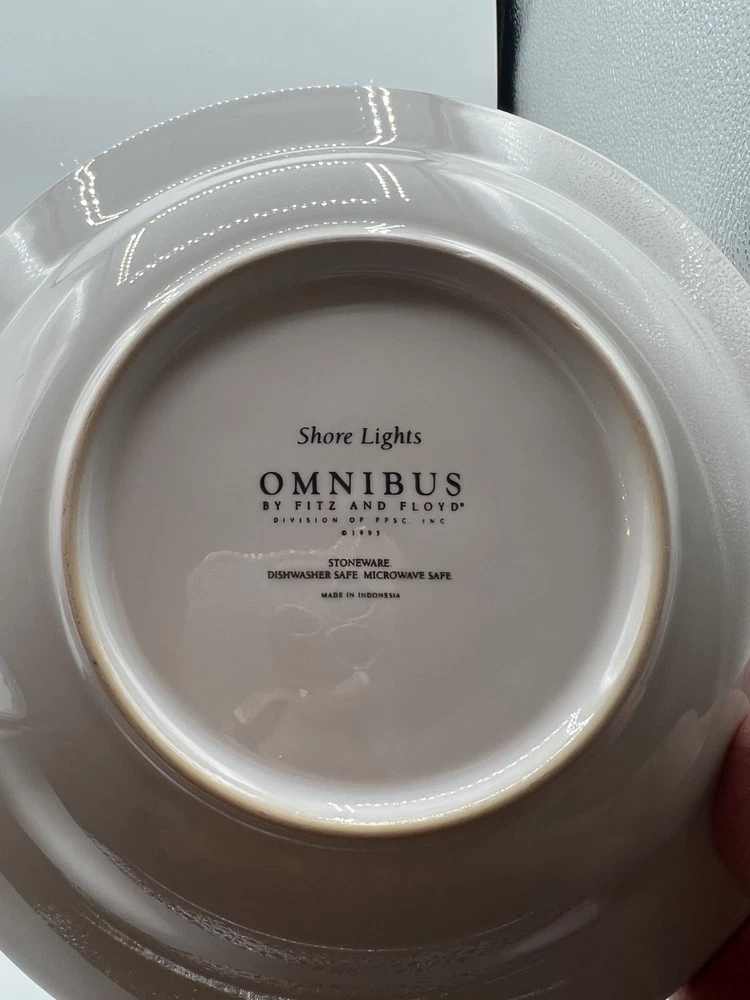 Shore Lights
OMNIBUS
BY FITZ AND FLOYD®
DIVISION OF FFSC, INC
©1995
STONEWARE
DISHWASHER SAFE MICROWAVE SAFE
MADE IN INDONESIA